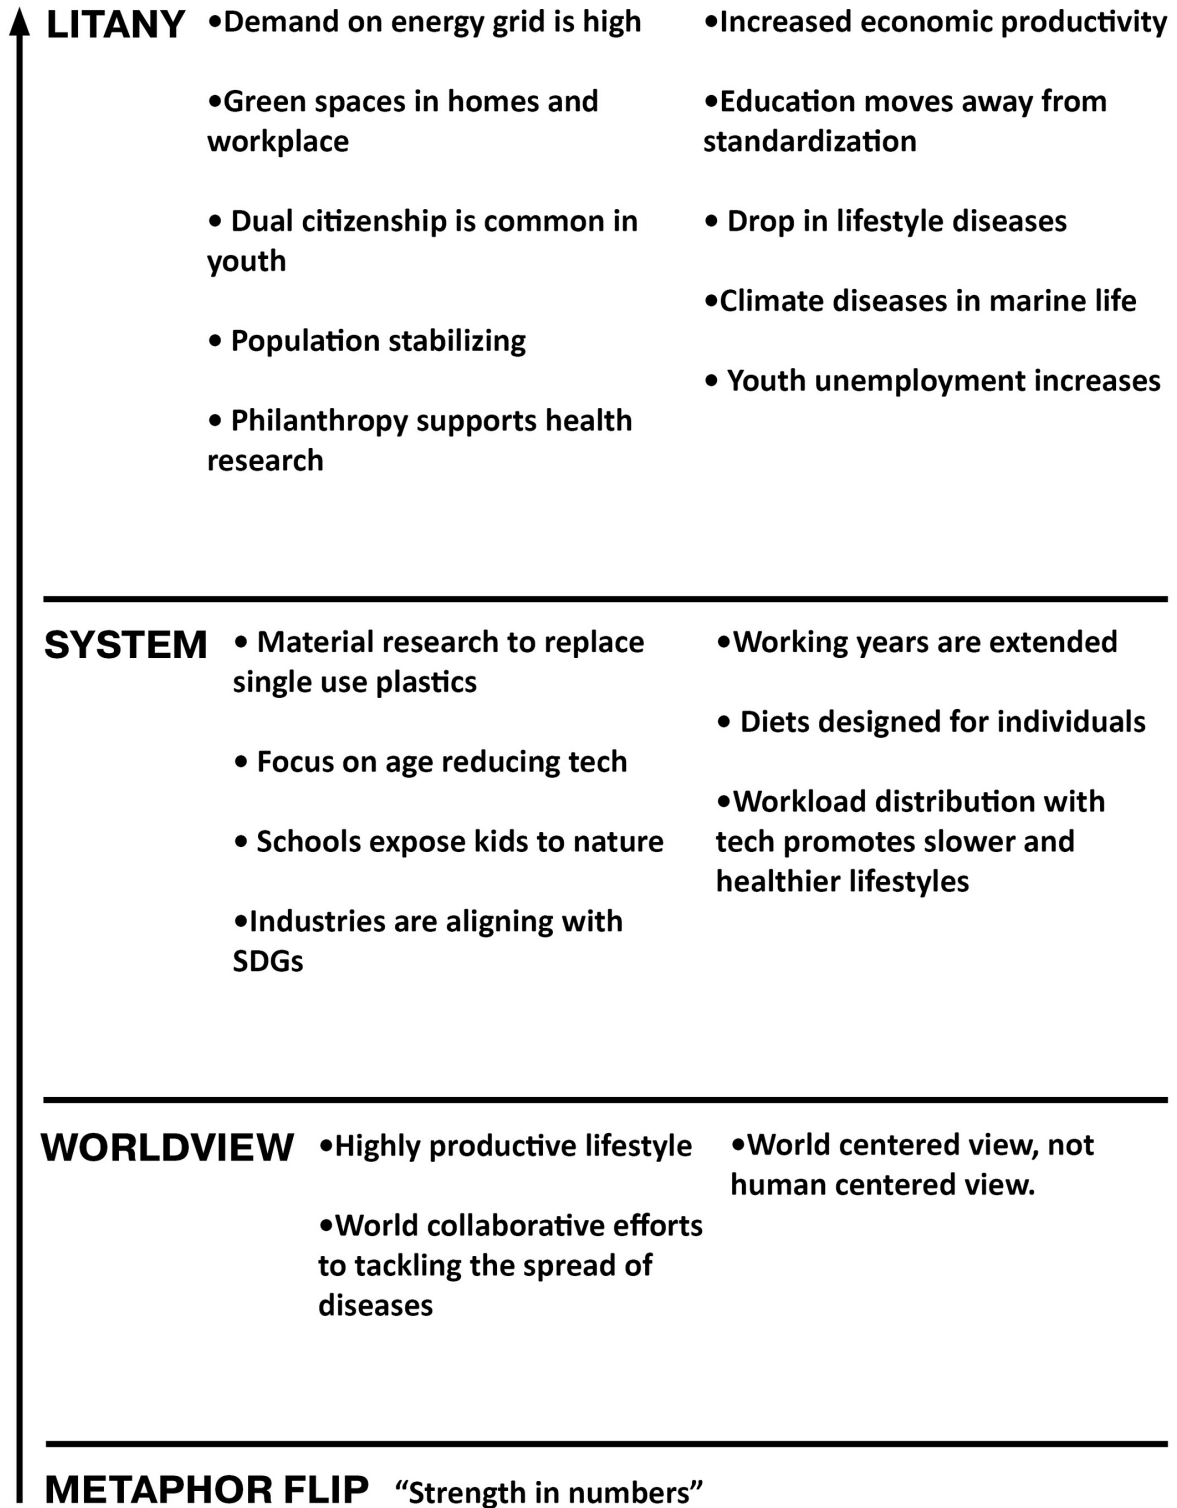 LITANY
•Demand on energy grid is high
•Green spaces in homes and
workplace
• Dual citizenship is common in
youth
• Population stabilizing
• Philanthropy supports health
research
•Increased economic productivity
•Education moves away from
standardization
• Drop in lifestyle diseases
•Climate diseases in marine life
• Youth unemployment increases
SYSTEM
• Material research to replace
single use plastics
• Focus on age reducing tech
• Schools expose kids to nature
•Industries are aligning with
SDGs
•Working years are extended
• Diets designed for individuals
•Workload distribution with
tech promotes slower and
healthier lifestyles
WORLDVIEW
•Highly productive lifestyle
•World collaborative efforts
to tackling the spread of
diseases
•World centered view, not
human centered view.
METAPHOR FLIP “Strength in numbers”